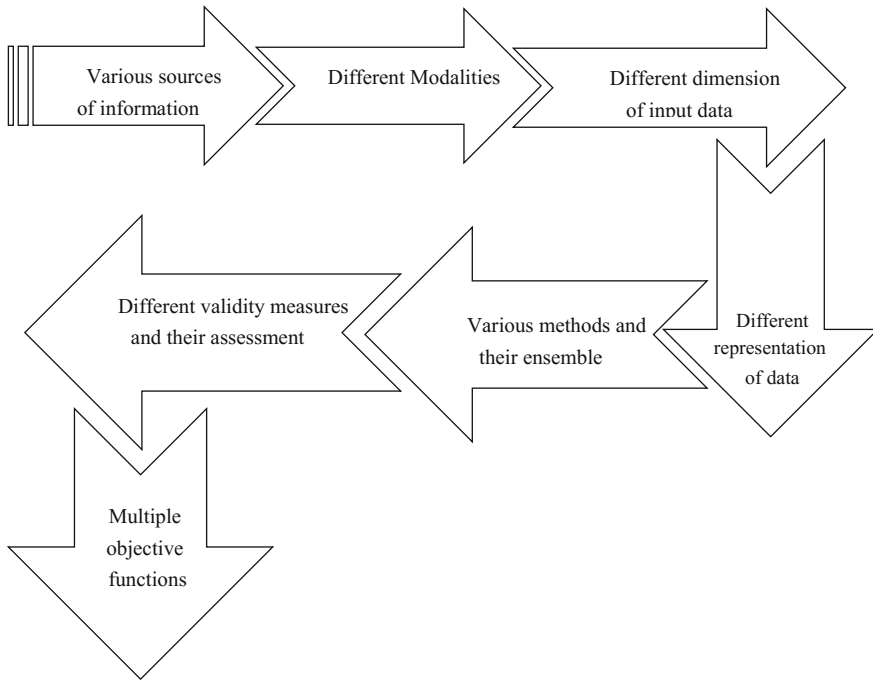 Various sources
of information
Different Modalities
Different dimension
of input data
Different
representation
of data
Various methods and
their ensemble
Different validity measures
and their assessment
Multiple
objective
functions